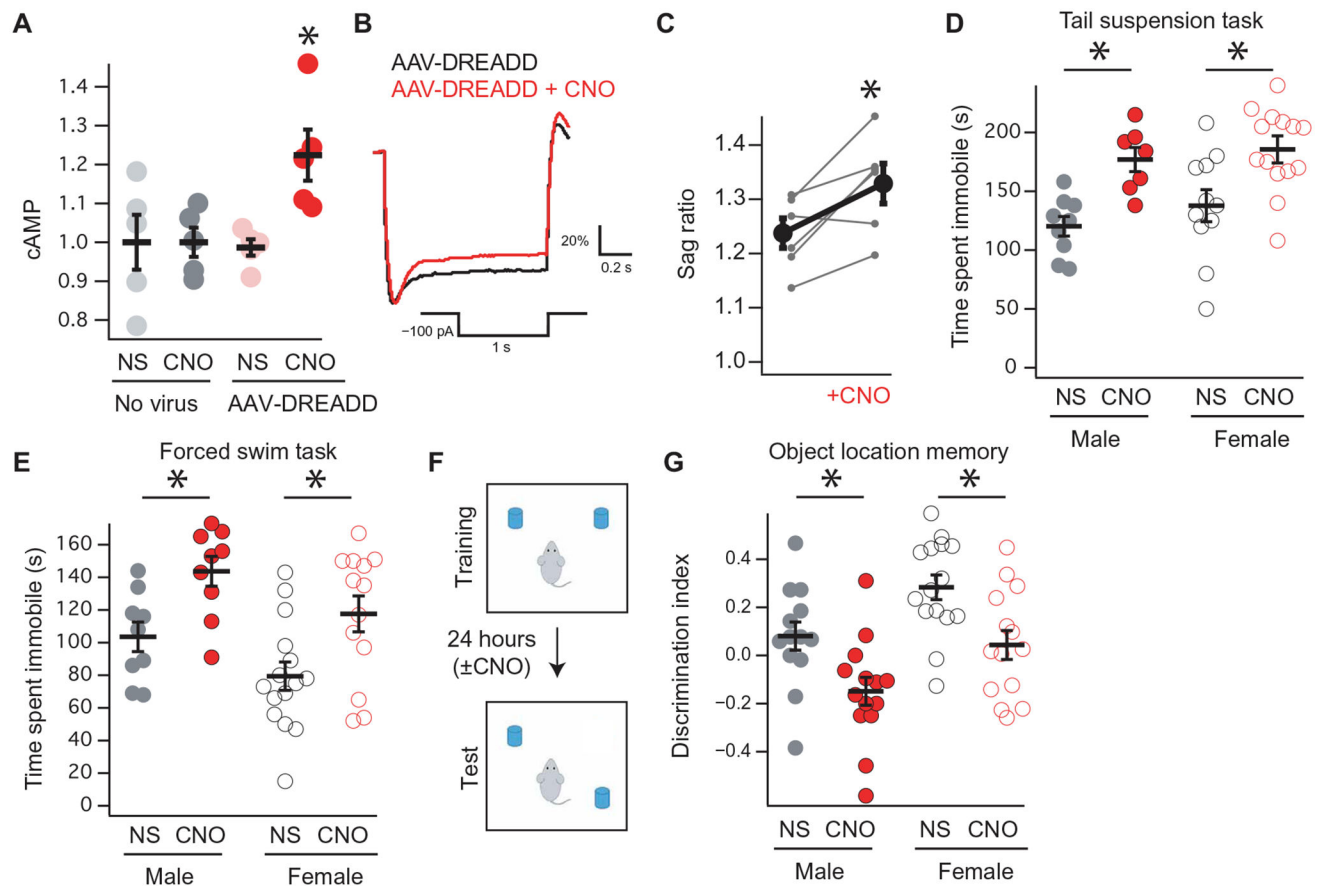 A
*
1.4
1.3
1.2
1.1
1.0
0.9
0.8
cAMP
NS CNO NS CNO
No virus AAV-DREADD
B
AAV-DREADD
AAV-DREADD + CNO
20%
0.2 s
−100 pA
1 s
C
*
1.4
1.3
1.2
1.1
1.0
Sag ratio
+CNO
D
Tail suspension task
* *
200
150
100
50
0
Time spent immobile (s)
NS CNO NS CNO
Male Female
E
Forced swim task
* *
160
140
120
100
80
60
40
20
0
Time spent immobile (s)
NS CNO NS CNO
Male Female
F
Training
24 hours
(±CNO)
Test
G
Object location memory
* *
0.4
0.2
0.0
−0.2
−0.4
Discrimination index
NS CNO NS CNO
Male Female